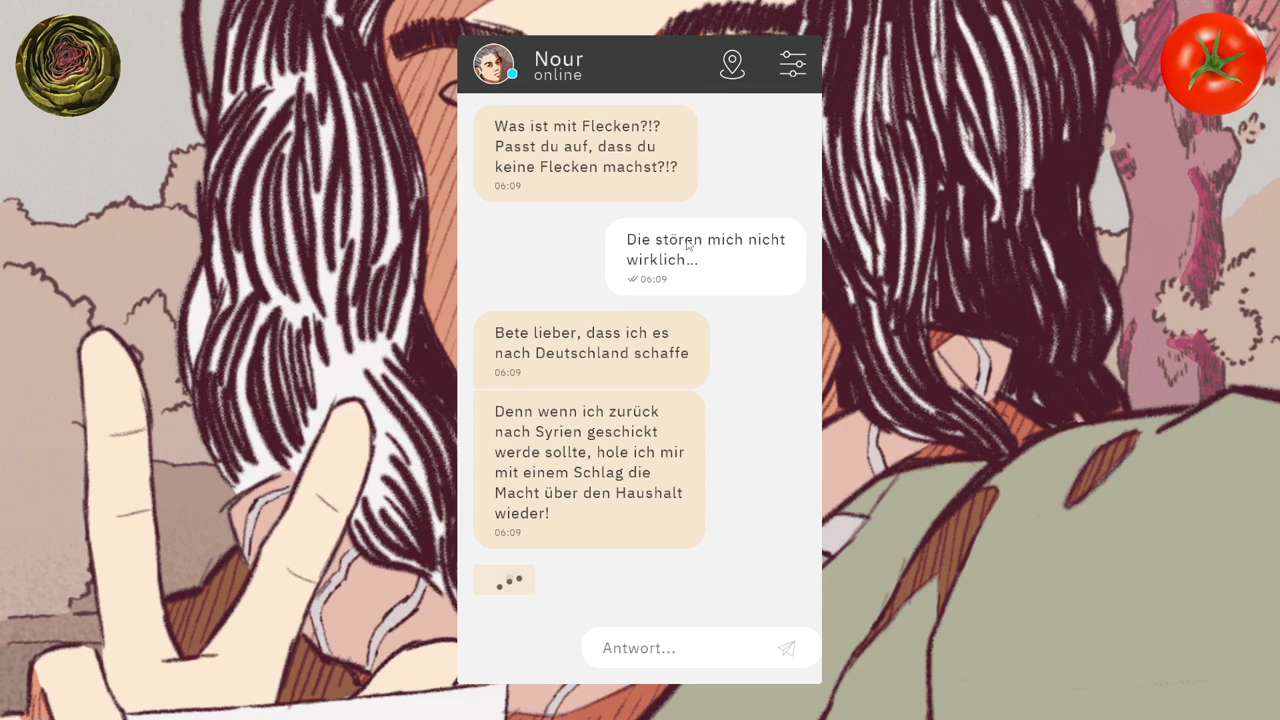 Nour
online
Was ist mit Flecken?!?
Passt du auf, dass du
keine Flecken machst?!?
06:09
Die stören mich nicht
wirklich...
06:09
Bete lieber, dass ich es
nach Deutschland schaffe
06:09
Denn wenn ich zurück
nach Syrien geschickt
werde sollte, hole ich mir
mit einem Schlag die
Macht über den Haushalt
wieder!
06:09
Antwort...